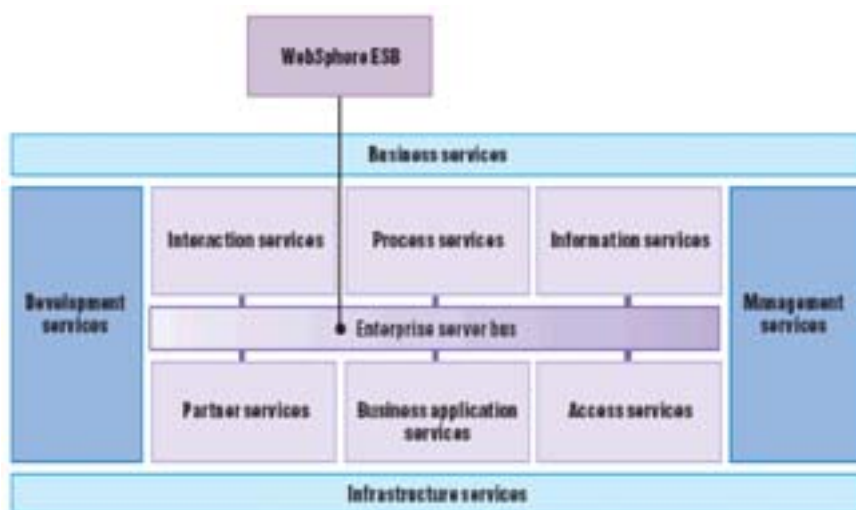 WebSphere ESB
Business services
Development
services
Interaction services
Process services
Information services
Management
services
Enterprise server bus
Partner services
Business application
services
Access services
Infrastructure services